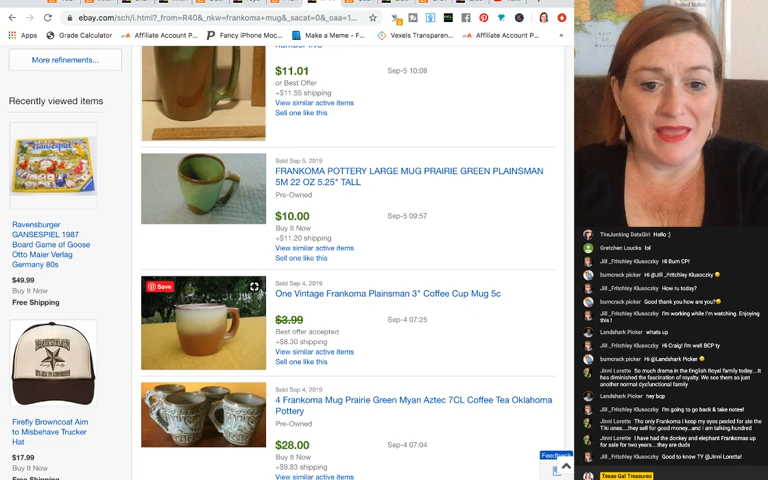 ebay.com/sch/i.html?_from=R40&_nkw=frankoma+mug&_sacat=0&_oaa=1...
Apps
Grade Calculator
Affiliate Account P...
Fancy iPhone Moc...
Make a Meme - F...
Vexels Transparen...
Affiliate Account P...
»
More refinements...
Recently viewed items
Ravensburger
GANSESPIEL 1987
Board Game of Goose
Otto Maier Verlag
Germany 80s
$49.99
Buy It Now
Free Shipping
Firefly Browncoat Aim
to Misbehave Trucker
Hat
$17.99
Buy It Now
$11.01
Sep-5 10:08
or Best Offer
+$11.55 shipping
View similar active items
Sell one like this
Sold Sep 5, 2019
FRANKOMA POTTERY LARGE MUG PRAIRIE GREEN PLAINSMAN
5M 22 OZ 5.25" TALL
Pre-Owned
$10.00
Sep-5 09:57
Buy It Now
+$11.20 shipping
View similar active items
Sell one like this
Save
Sold Sep 4, 2019
One Vintage Frankoma Plainsman 3" Coffee Cup Mug 5c
$3.99
Sep-4 07:25
Best offer accepted
+$8.30 shipping
View similar active items
Sell one like this
Sold Sep 4, 2019
4 Frankoma Mug Prairie Green Myan Aztec 7CL Coffee Tea Oklahoma
Pottery
Pre-Owned
$28.00
Sep-4 07:04
Buy It Now
+$9.83 shipping
View similar active items
Feedback
TheJunking DataGirl Hello :)
Gretchen Loucks lol
Jill _Fritchley Klusoczky Hi Bum CP!
bumcrack picker Hi @Jill _Fritchley Klusoczky
Jill _Fritchley Klusoczky How ru today?
bumcrack picker Good thank you how are you?
Jill _Fritchley Klusoczky I'm working while I'm watching. Enjoying
this !
Landshark Picker whats up
Jill _Fritchley Klusoczky Hi Craig! I'm well BCP ty
bumcrack picker Hi @Landshark Picker
Jinni Lorette So much drama in the English Royal family today....It
has diminished the fascination of royalty. We see them as just
another normal dysfunctional family
Landshark Picker hey bcp
Jill _Fritchley Klusoczky I'm going to go back & take notes!
Jinni Lorette The only Frankoma I keep my eyes peeled for ate the
Tiki ones....they sell for good money...and I am talking hundred
Jinni Lorette I have had the donkey and elephant Frankomas up
for sale for two years....they are duds
Jill _Fritchley Klusoczky Good to know TY @Jinni Lorette!
Texas Gal Treasures